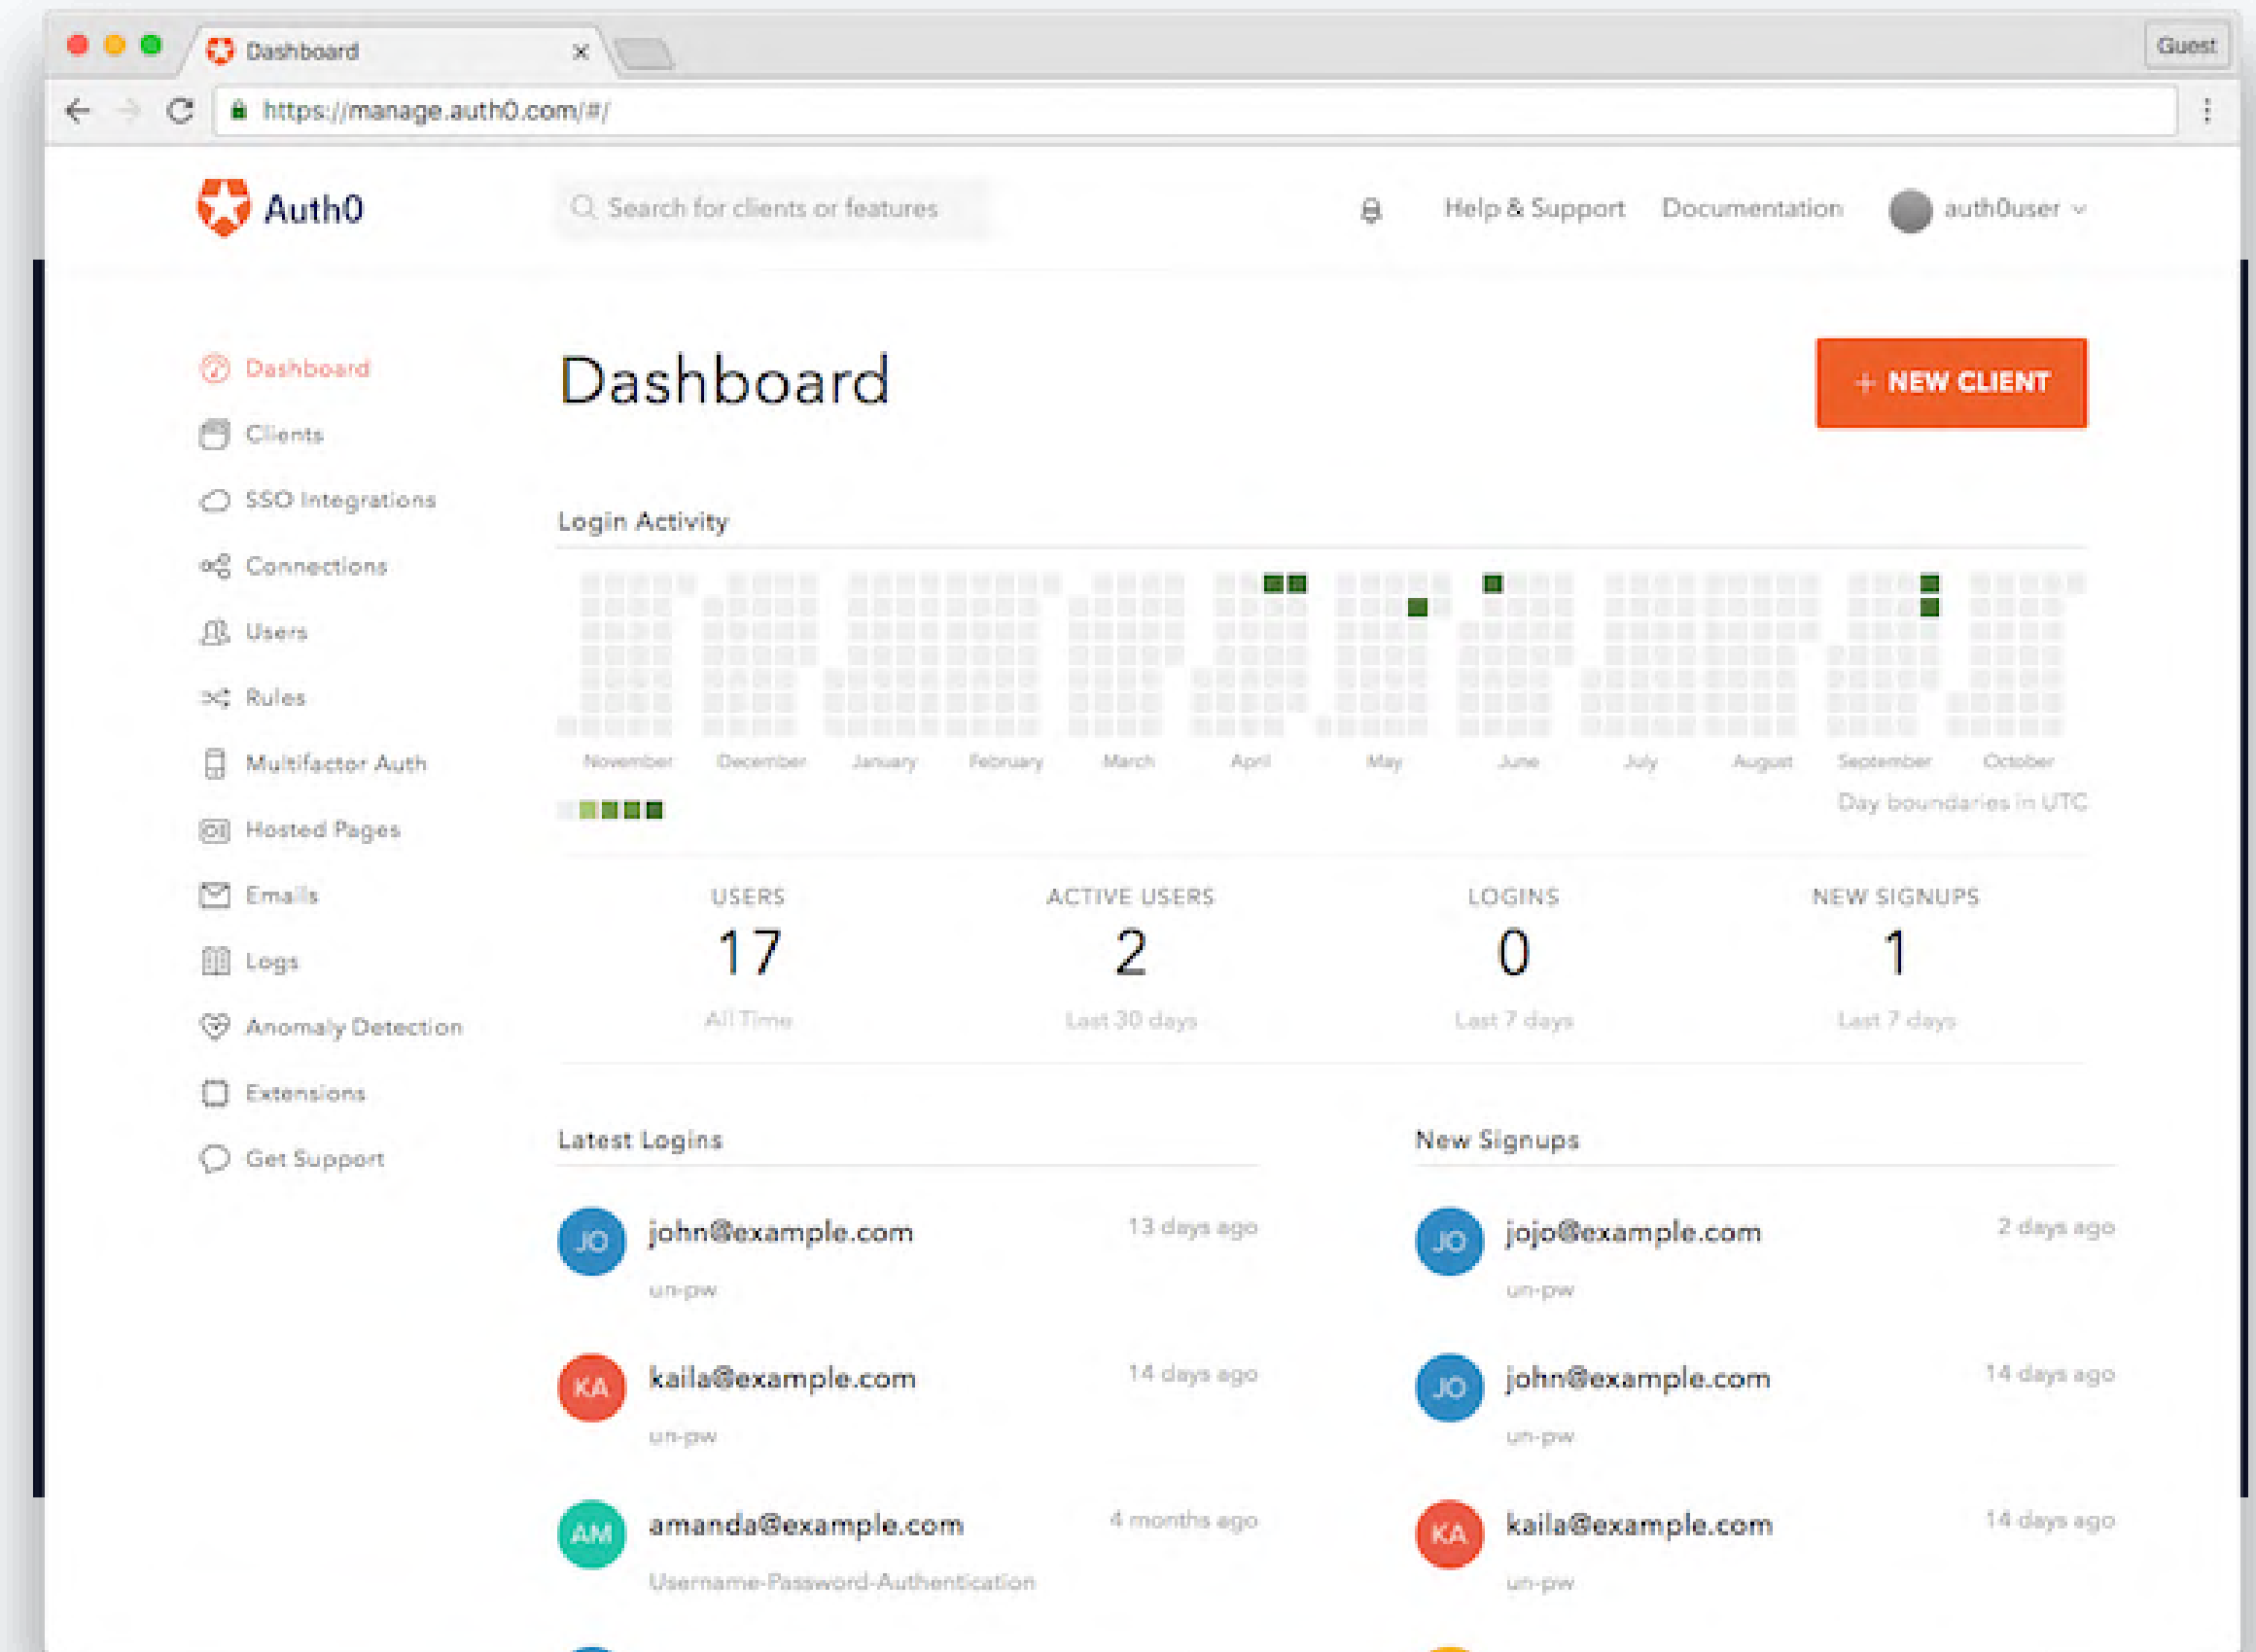 Dashboard
Guest
https://manage.auth0.com/#/
Auth0
Search for clients or features
Help & Support
Documentation
auth0user
Dashboard
Clients
SSO Integrations
Connections
Users
Rules
Multifactor Auth
Hosted Pages
Emails
Logs
Anomaly Detection
Extensions
Get Support
Dashboard
+ NEW CLIENT
Login Activity
November December January February March April May June July August September October
Day boundaries in UTC
USERS
17
All Time
ACTIVE USERS
2
Last 30 days
LOGINS
0
Last 7 days
NEW SIGNUPS
1
Last 7 days
Latest Logins
JO john@example.com 13 days ago
un-pw
KA kaila@example.com 14 days ago
un-pw
AM amanda@example.com 4 months ago
Username-Password-Authentication
New Signups
JO jojo@example.com 2 days ago
un-pw
JO john@example.com 14 days ago
un-pw
KA kaila@example.com 14 days ago
un-pw